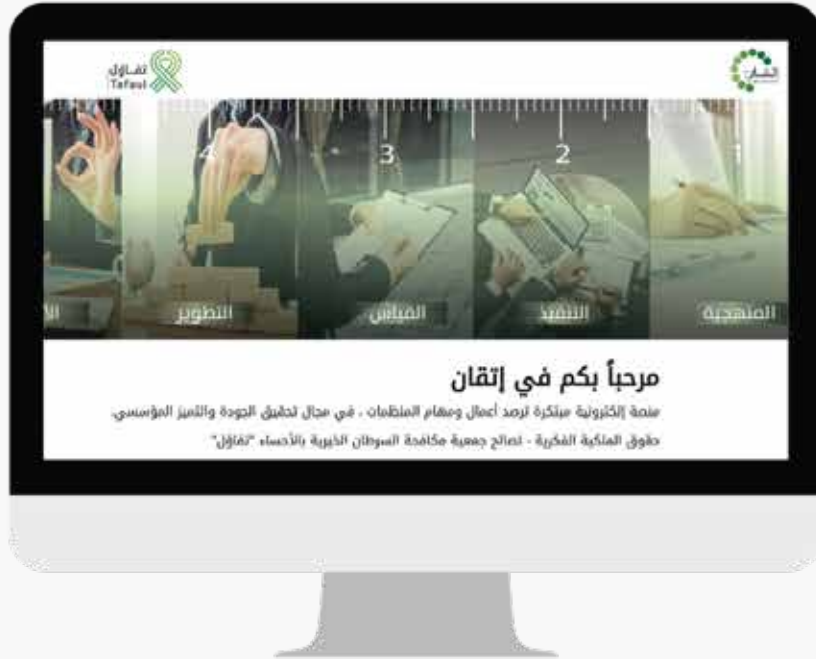 تفاؤل
Tafaul
1
2
3
4
المنهجية
التنفيذ
القياس
التطوير
مرحباً بكم في إتقان
منصة إلكترونية مبتكرة ترصد أعمال ومهام المنظمات ، في مجال تحقيق الجودة والتميز المؤسسي.
حقوق الملكية الفكرية - لصالح جمعية مكافحة السرطان الخيرية بالأحساء "تفاؤل"